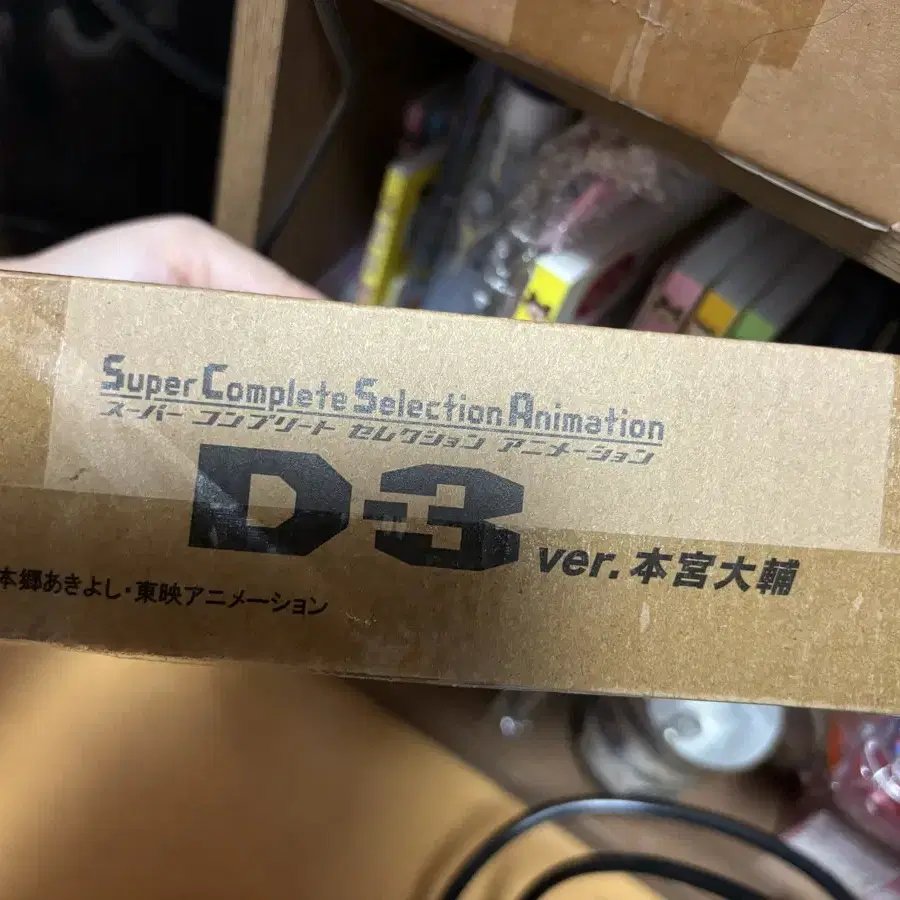 Super Complete Selection Animation
スーパー コンプリート セレクション アニメーション
D-3 ver. 本宮大輔
本郷あきよし・東映アニメーション